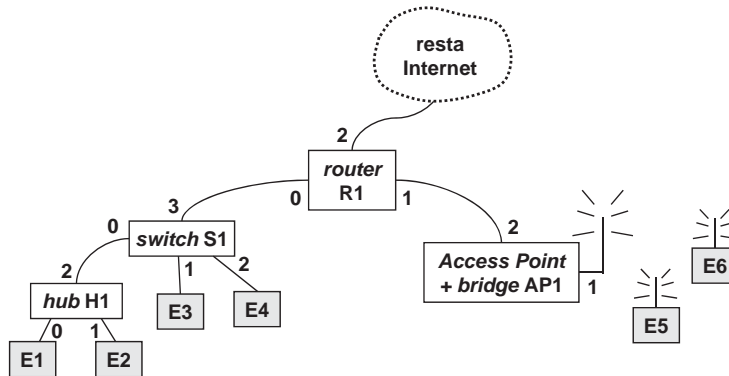 resta
Internet
2
router
R1
0
1
3
0
switch S1
1
2
2
hub H1
0
1
E1
E2
E3
E4
2
Access Point
+ bridge AP1
1
E5
E6